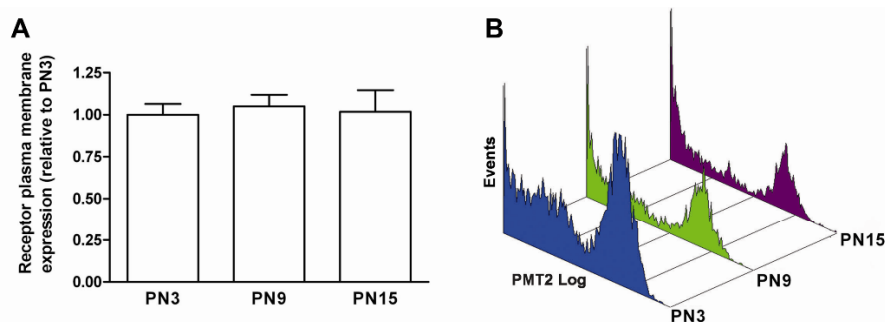 A
Receptor plasma membrane
expression (relative to PN3)
1.25
1.00
0.75
0.50
0.25
0.00
PN3 PN9 PN15
B
Events
PMT2 Log
PN3
PN9
PN15